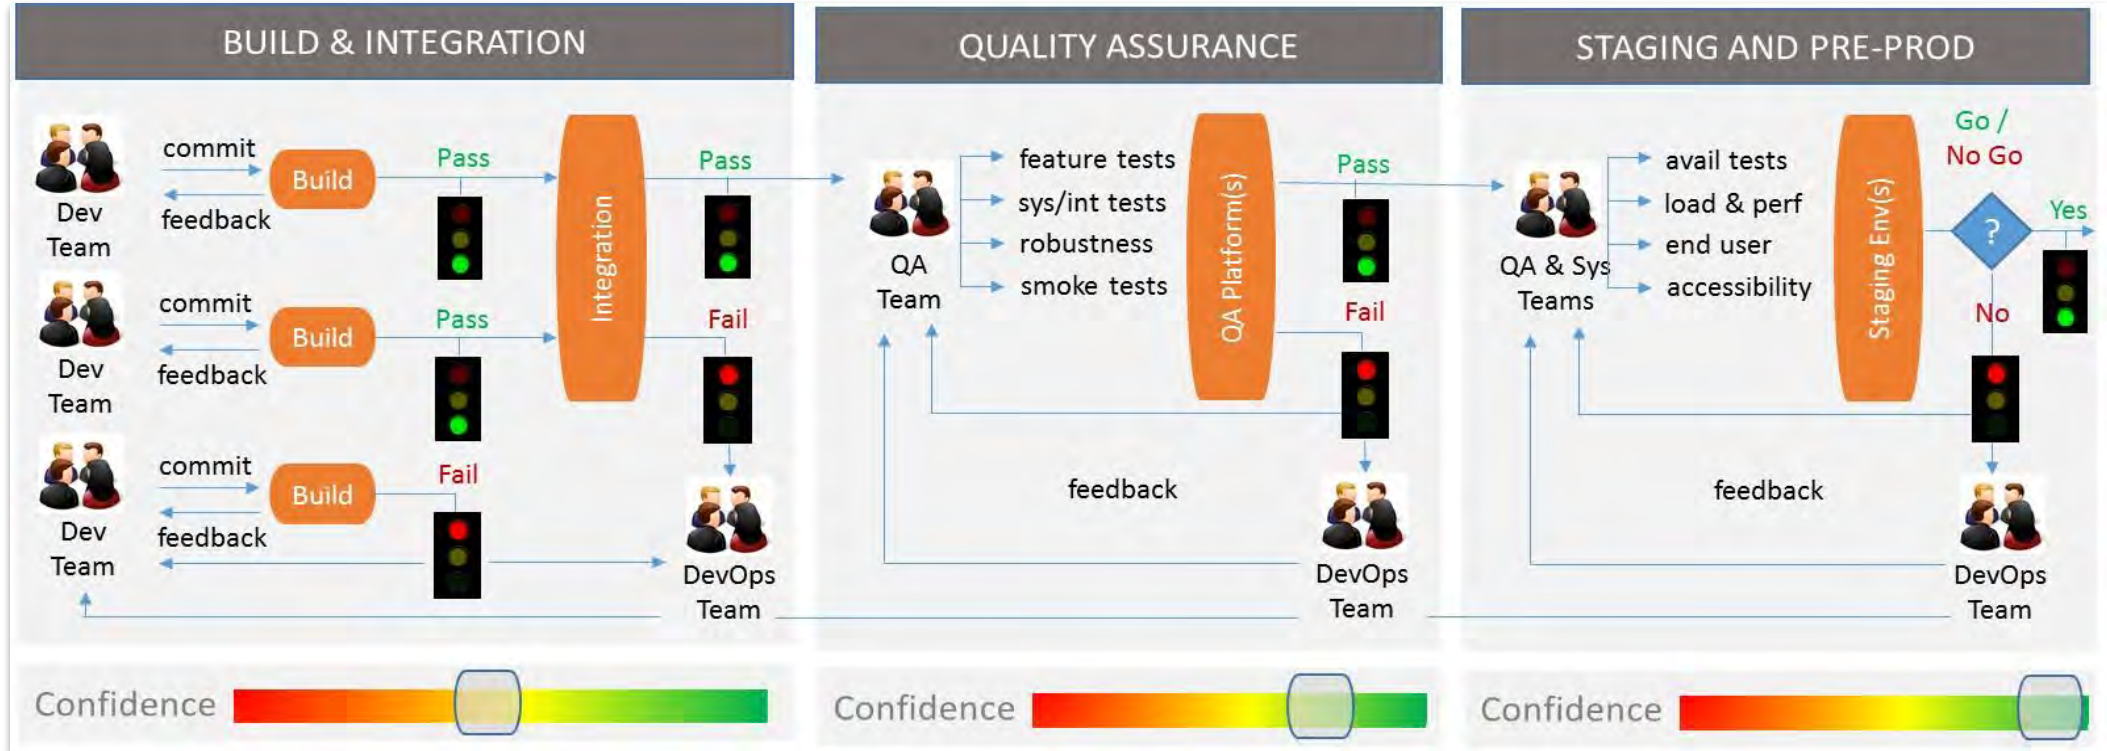 BUILD & INTEGRATION
commit
Build
feedback
Dev
Team
Pass
commit
Build
feedback
Dev
Team
Pass
commit
Build
feedback
Dev
Team
Fail
Integration
Pass
Fail
DevOps
Team
Confidence
QUALITY ASSURANCE
QA
Team
feature tests
sys/int tests
robustness
smoke tests
QA Platform(s)
Pass
Fail
feedback
DevOps
Team
Confidence
STAGING AND PRE-PROD
QA & Sys
Teams
avail tests
load & perf
end user
accessibility
Staging Env(s)
Go /
No Go
?
Yes
No
feedback
DevOps
Team
Confidence